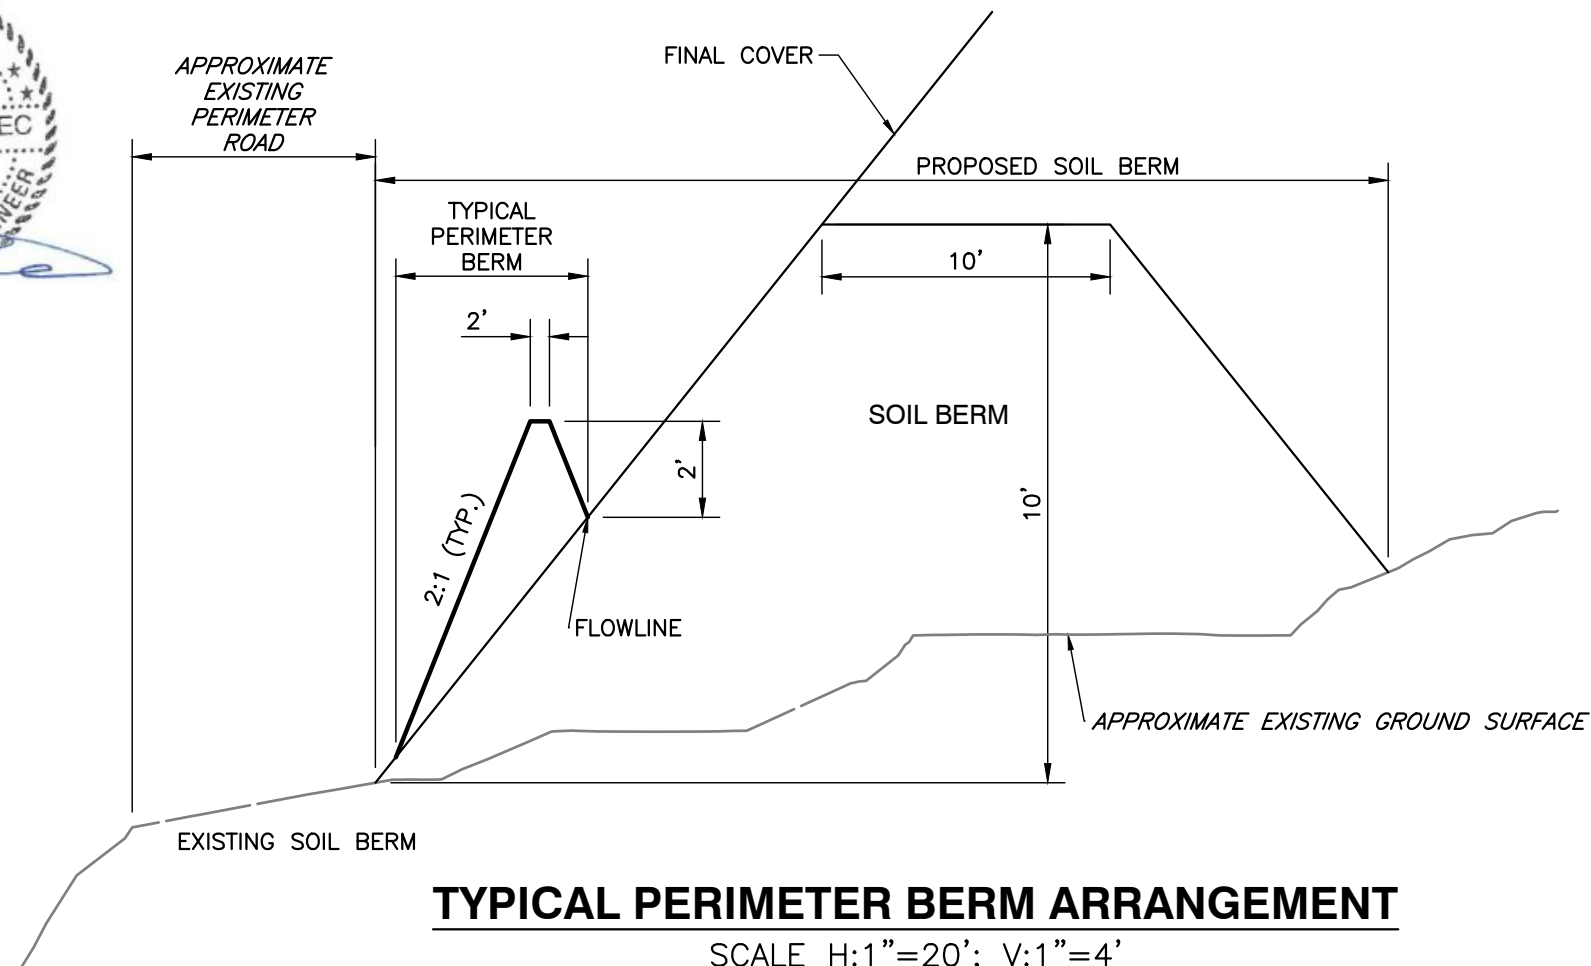 APPROXIMATE
EXISTING
PERIMETER
ROAD
FINAL COVER
PROPOSED SOIL BERM
TYPICAL
PERIMETER
BERM
10'
2'
SOIL BERM
2'
10'
2:1 (TYP.)
FLOWLINE
APPROXIMATE EXISTING GROUND SURFACE
EXISTING SOIL BERM
TYPICAL PERIMETER BERM ARRANGEMENT
SCALE H:1”=20’; V:1”=4’